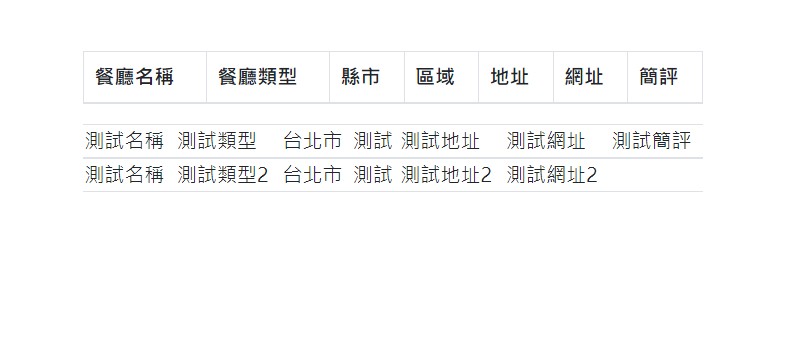 餐廳名稱 餐廳類型 縣市 區域 地址 網址 簡評
測試名稱 測試類型 台北市 測試 測試地址 測試網址 測試簡評
測試名稱 測試類型2 台北市 測試 測試地址2 測試網址2